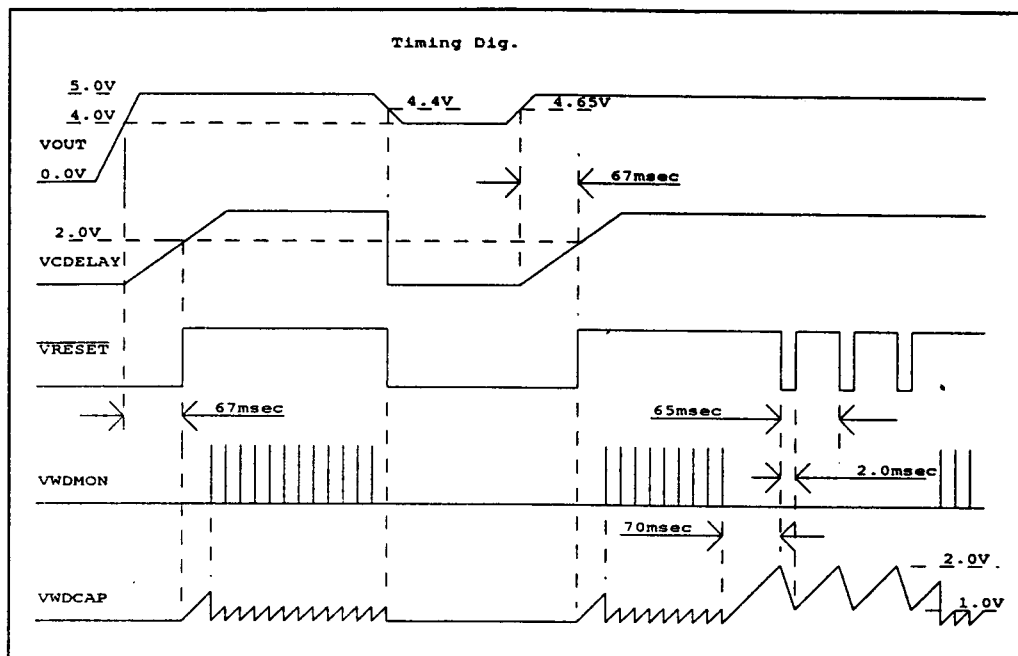 Timing Dig.
5.0V
4.4V
4.65V
4.0V
VOUT
0.0V
67msec
2.0V
VCDELAY
VRESET
67msec
65msec
VWDMON
2.0msec
70msec
2.0V
VWDCAP
1.0V